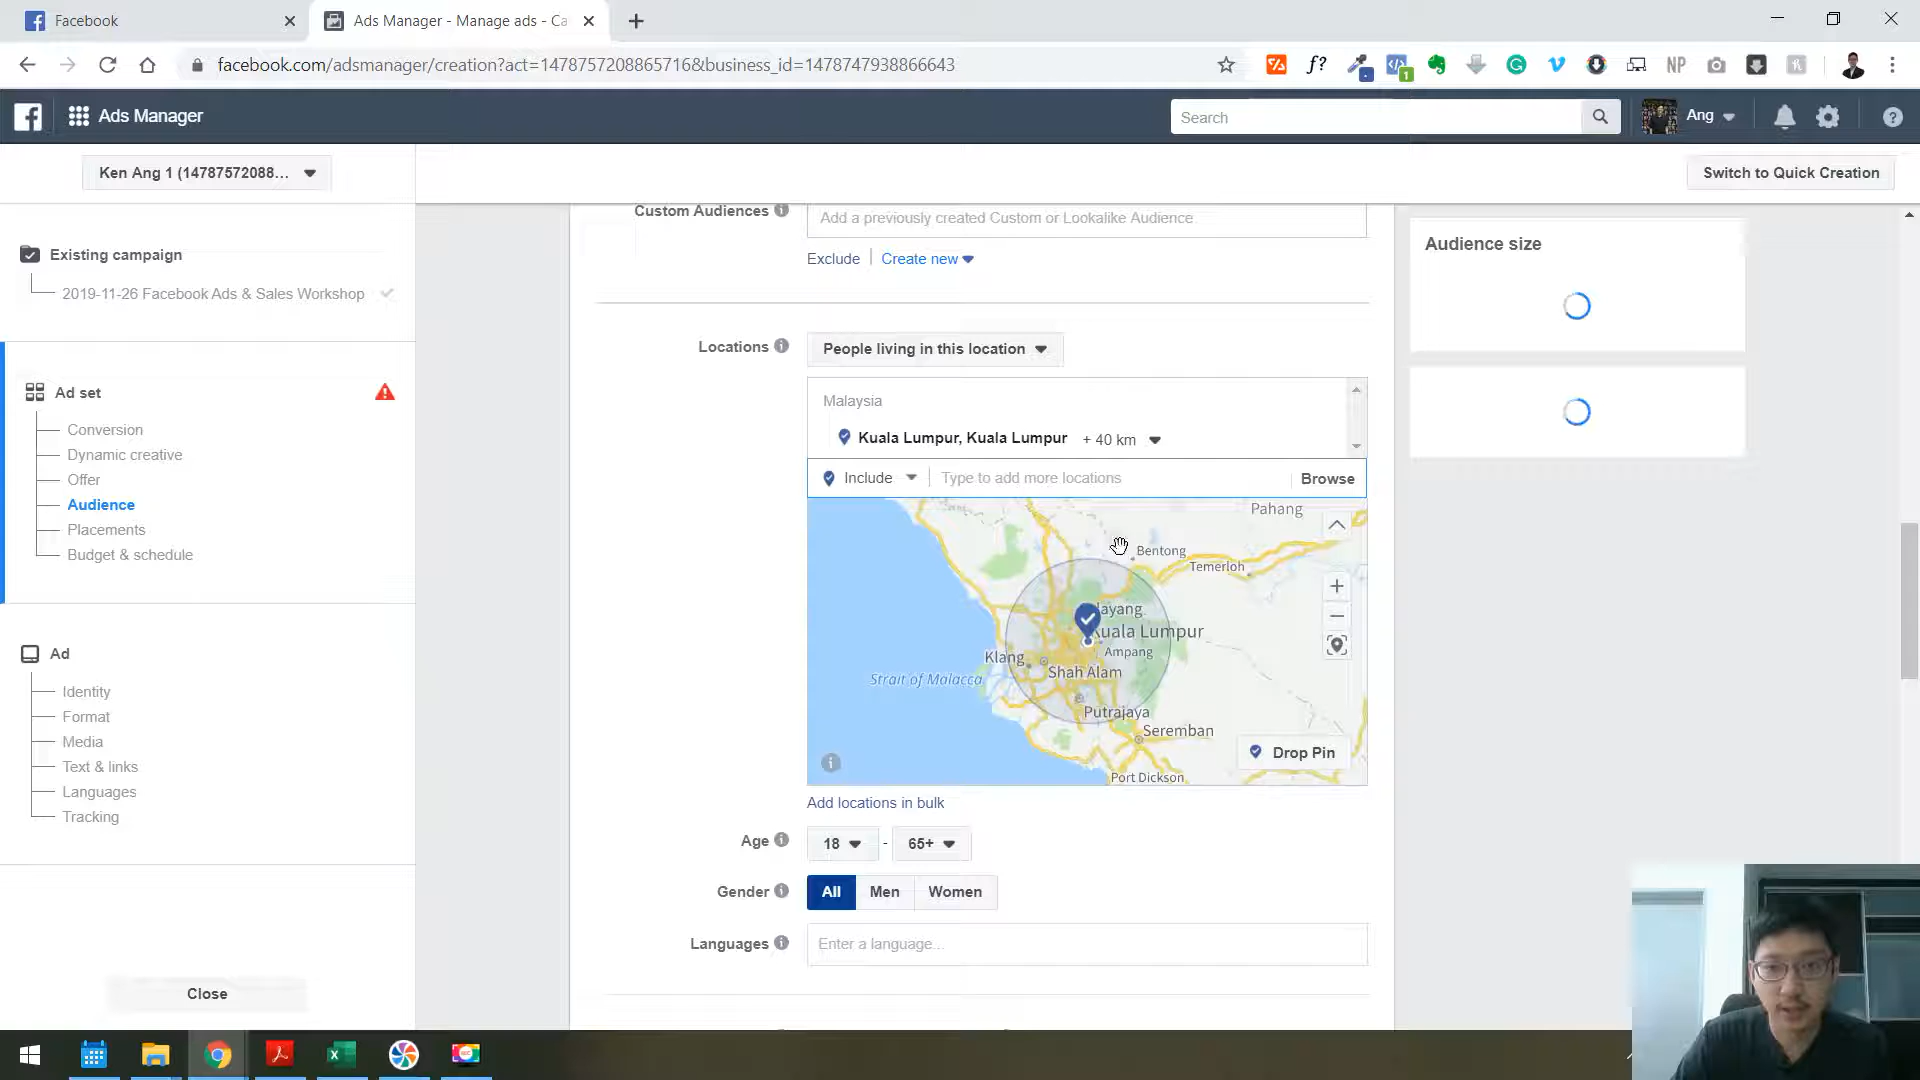 Facebook
Ads Manager - Manage ads - Ca
facebook.com/adsmanager/creation?act=1478757208865716&business_id=1478747938866643
f?
1
NP
Ads Manager
Search
Ang
Ken Ang 1 (14787572088...
Switch to Quick Creation
Existing campaign
2019-11-26 Facebook Ads & Sales Workshop
Ad set
Conversion
Dynamic creative
Offer
Audience
Placements
Budget & schedule
Ad
Identity
Format
Media
Text & links
Languages
Tracking
Close
Custom Audiences
Add a previously created Custom or Lookalike Audience
Exclude
Create new
Locations
People living in this location
Malaysia
Kuala Lumpur, Kuala Lumpur + 40 km
Include
Type to add more locations
Browse
Pahang
Bentong
Temerloh
layang
Kuala Lumpur
Ampang
Klang
Shah Alam
Strait of Malacca
Putrajaya
Seremban
Port Dickson
Drop Pin
Add locations in bulk
Age
18 - 65+
Gender
All
Men
Women
Languages
Enter a language...
Audience size